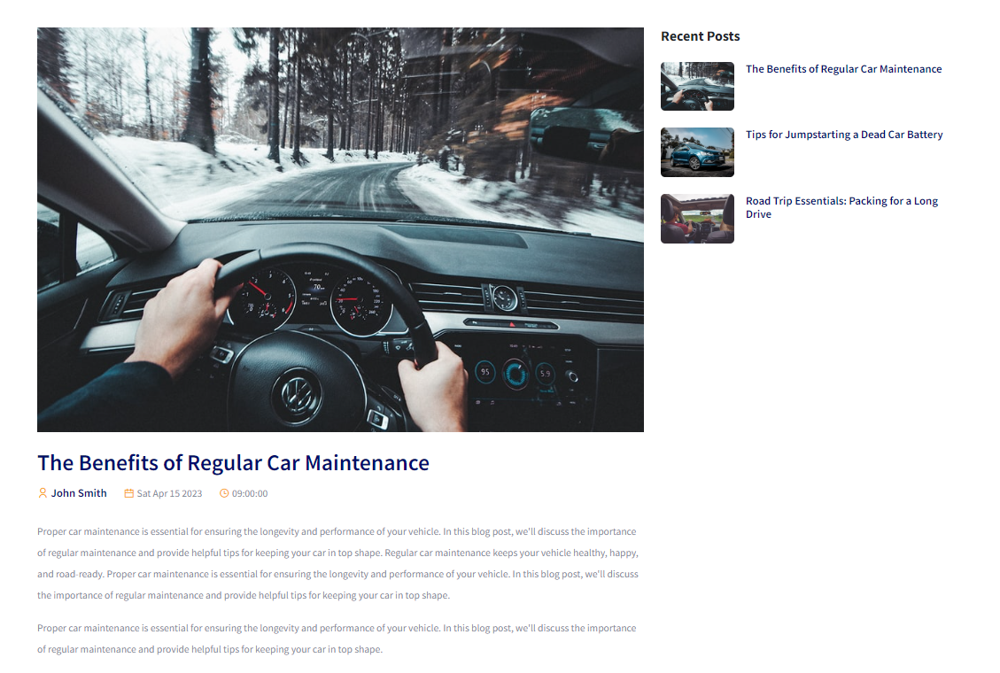 Recent Posts
The Benefits of Regular Car Maintenance
Tips for Jumpstarting a Dead Car Battery
Road Trip Essentials: Packing for a Long
Drive
70
95
5.9
The Benefits of Regular Car Maintenance
John Smith Sat Apr 15 2023 09:00:00
Proper car maintenance is essential for ensuring the longevity and performance of your vehicle. In this blog post, we'll discuss the importance
of regular maintenance and provide helpful tips for keeping your car in top shape. Regular car maintenance keeps your vehicle healthy, happy,
and road-ready. Proper car maintenance is essential for ensuring the longevity and performance of your vehicle. In this blog post, we'll discuss
the importance of regular maintenance and provide helpful tips for keeping your car in top shape.
Proper car maintenance is essential for ensuring the longevity and performance of your vehicle. In this blog post, we'll discuss the importance
of regular maintenance and provide helpful tips for keeping your car in top shape.